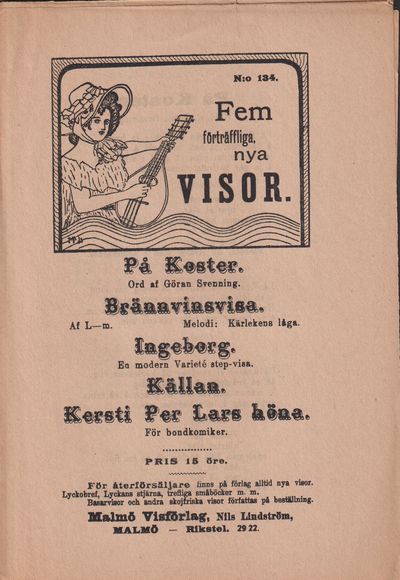 N:o 134.
Fem
förträffliga,
nya
VISOR.
På Koster.
Ord af Göran Svenning.
Brännvinsvisa.
Af L—m. Melodi: Kärlekens låga.
Ingeborg.
En modern Varieté step-visa.
Källan.
Kersti Per Lars höna.
För bondkomiker.
PRIS 15 öre.
För återförsäljare finns på förlag alltid nya visor.
Lyckobref, Lyckans stjärna, trefliga småböcker m. m.
Basarvisor och andra skojfriska visor författas på beställning.
Malmö Visförlag, Nils Lindström,
MALMÖ — Rikstel. 29 22.